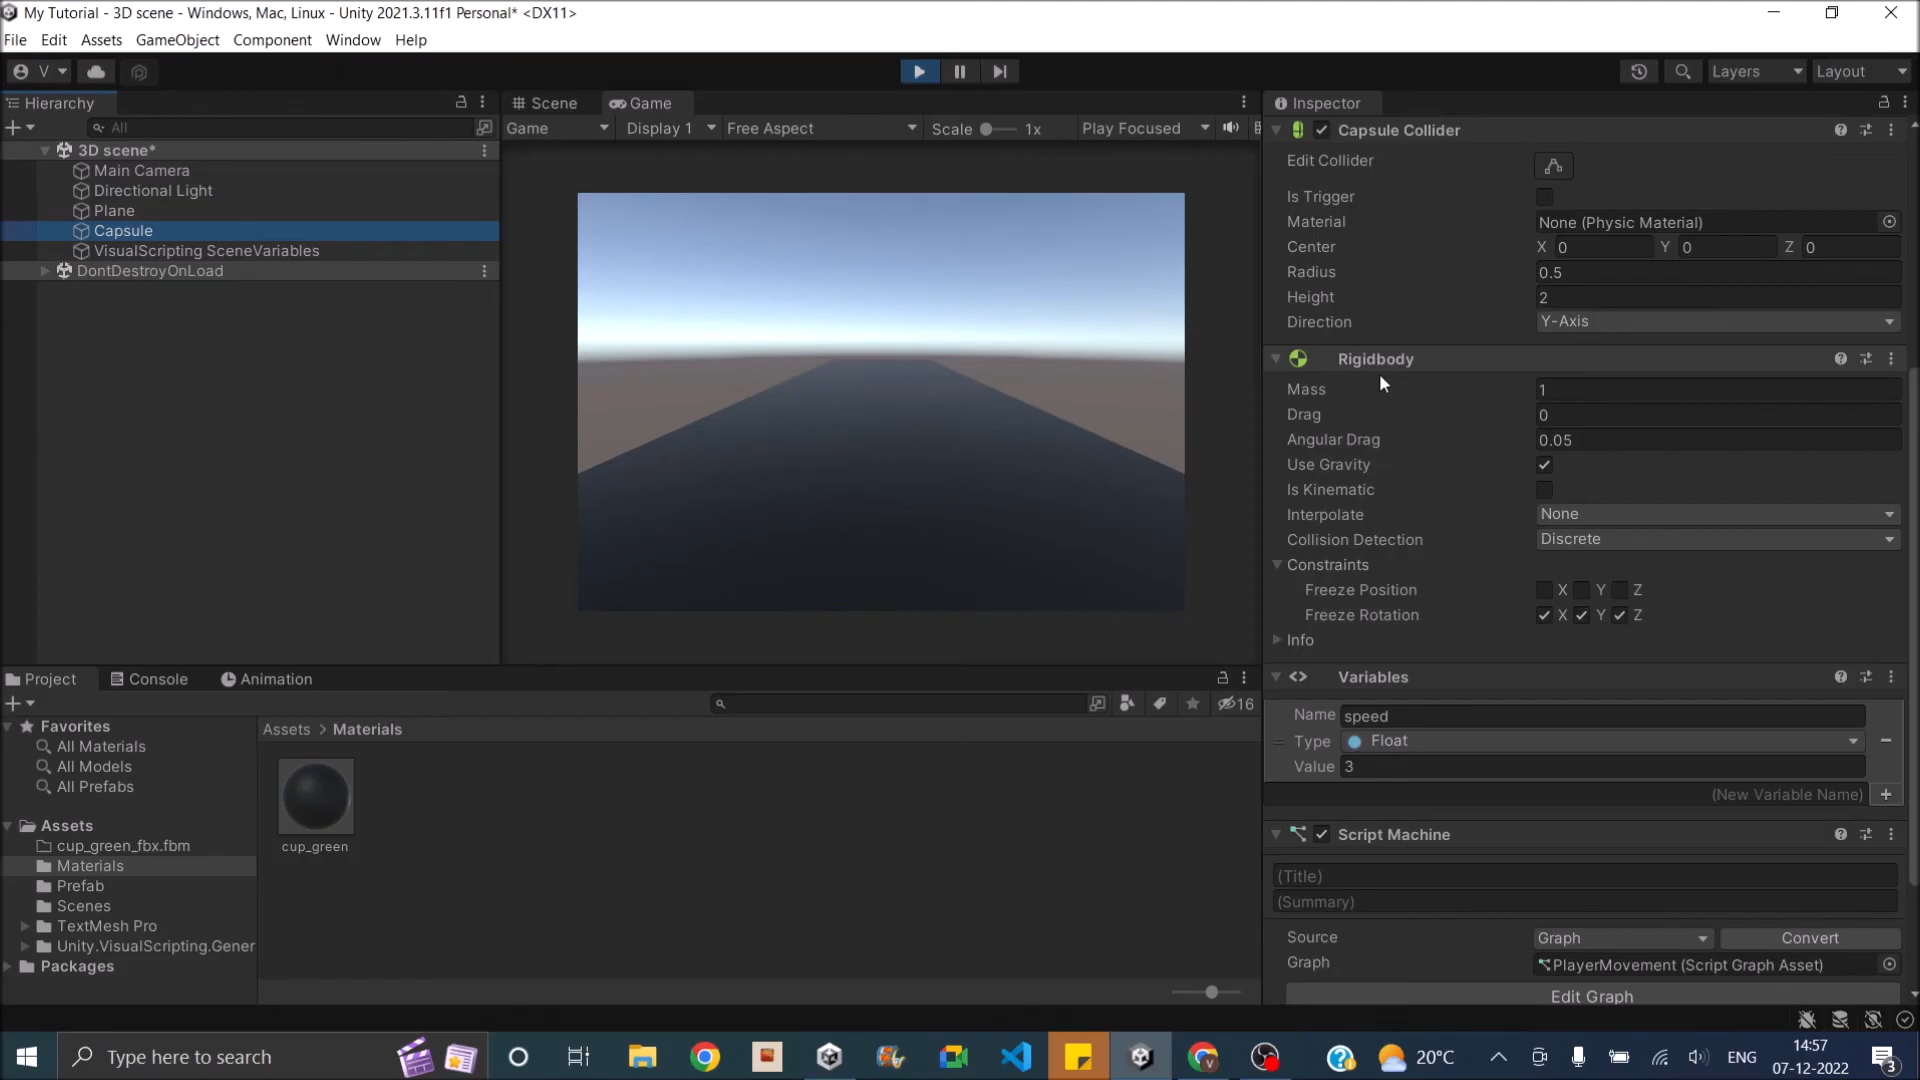 My Tutorial - 3D scene - Windows, Mac, Linux - Unity 2021.3.11f1 Personal* <DX11>
File Edit Assets GameObject Component Window Help
V Layers Layout
Hierarchy
All
3D scene*
Main Camera
Directional Light
Plane
Capsule
VisualScripting SceneVariables
DontDestroyOnLoad
Scene Game
Game Display 1 Free Aspect Scale 1x Play Focused
Inspector
Capsule Collider
Edit Collider
Is Trigger
Material None (Physic Material)
Center X 0 Y 0 Z 0
Radius 0.5
Height 2
Direction Y-Axis
Rigidbody
Mass 1
Drag 0
Angular Drag 0.05
Use Gravity
Is Kinematic
Interpolate None
Collision Detection Discrete
Constraints
Freeze Position X Y Z
Freeze Rotation X Y Z
Info
Variables
Name speed
Type Float
Value 3
(New Variable Name)
Script Machine
(Title)
(Summary)
Source Graph Convert
Graph PlayerMovement (Script Graph Asset)
Edit Graph
Project Console Animation
16
Favorites
All Materials
All Models
All Prefabs
Assets
cup_green_fbx.fbm
Materials
Prefab
Scenes
TextMesh Pro
Unity.VisualScripting.Gener
Packages
Assets > Materials
cup_green
Type here to search
20°C
ENG
14:57
07-12-2022
3